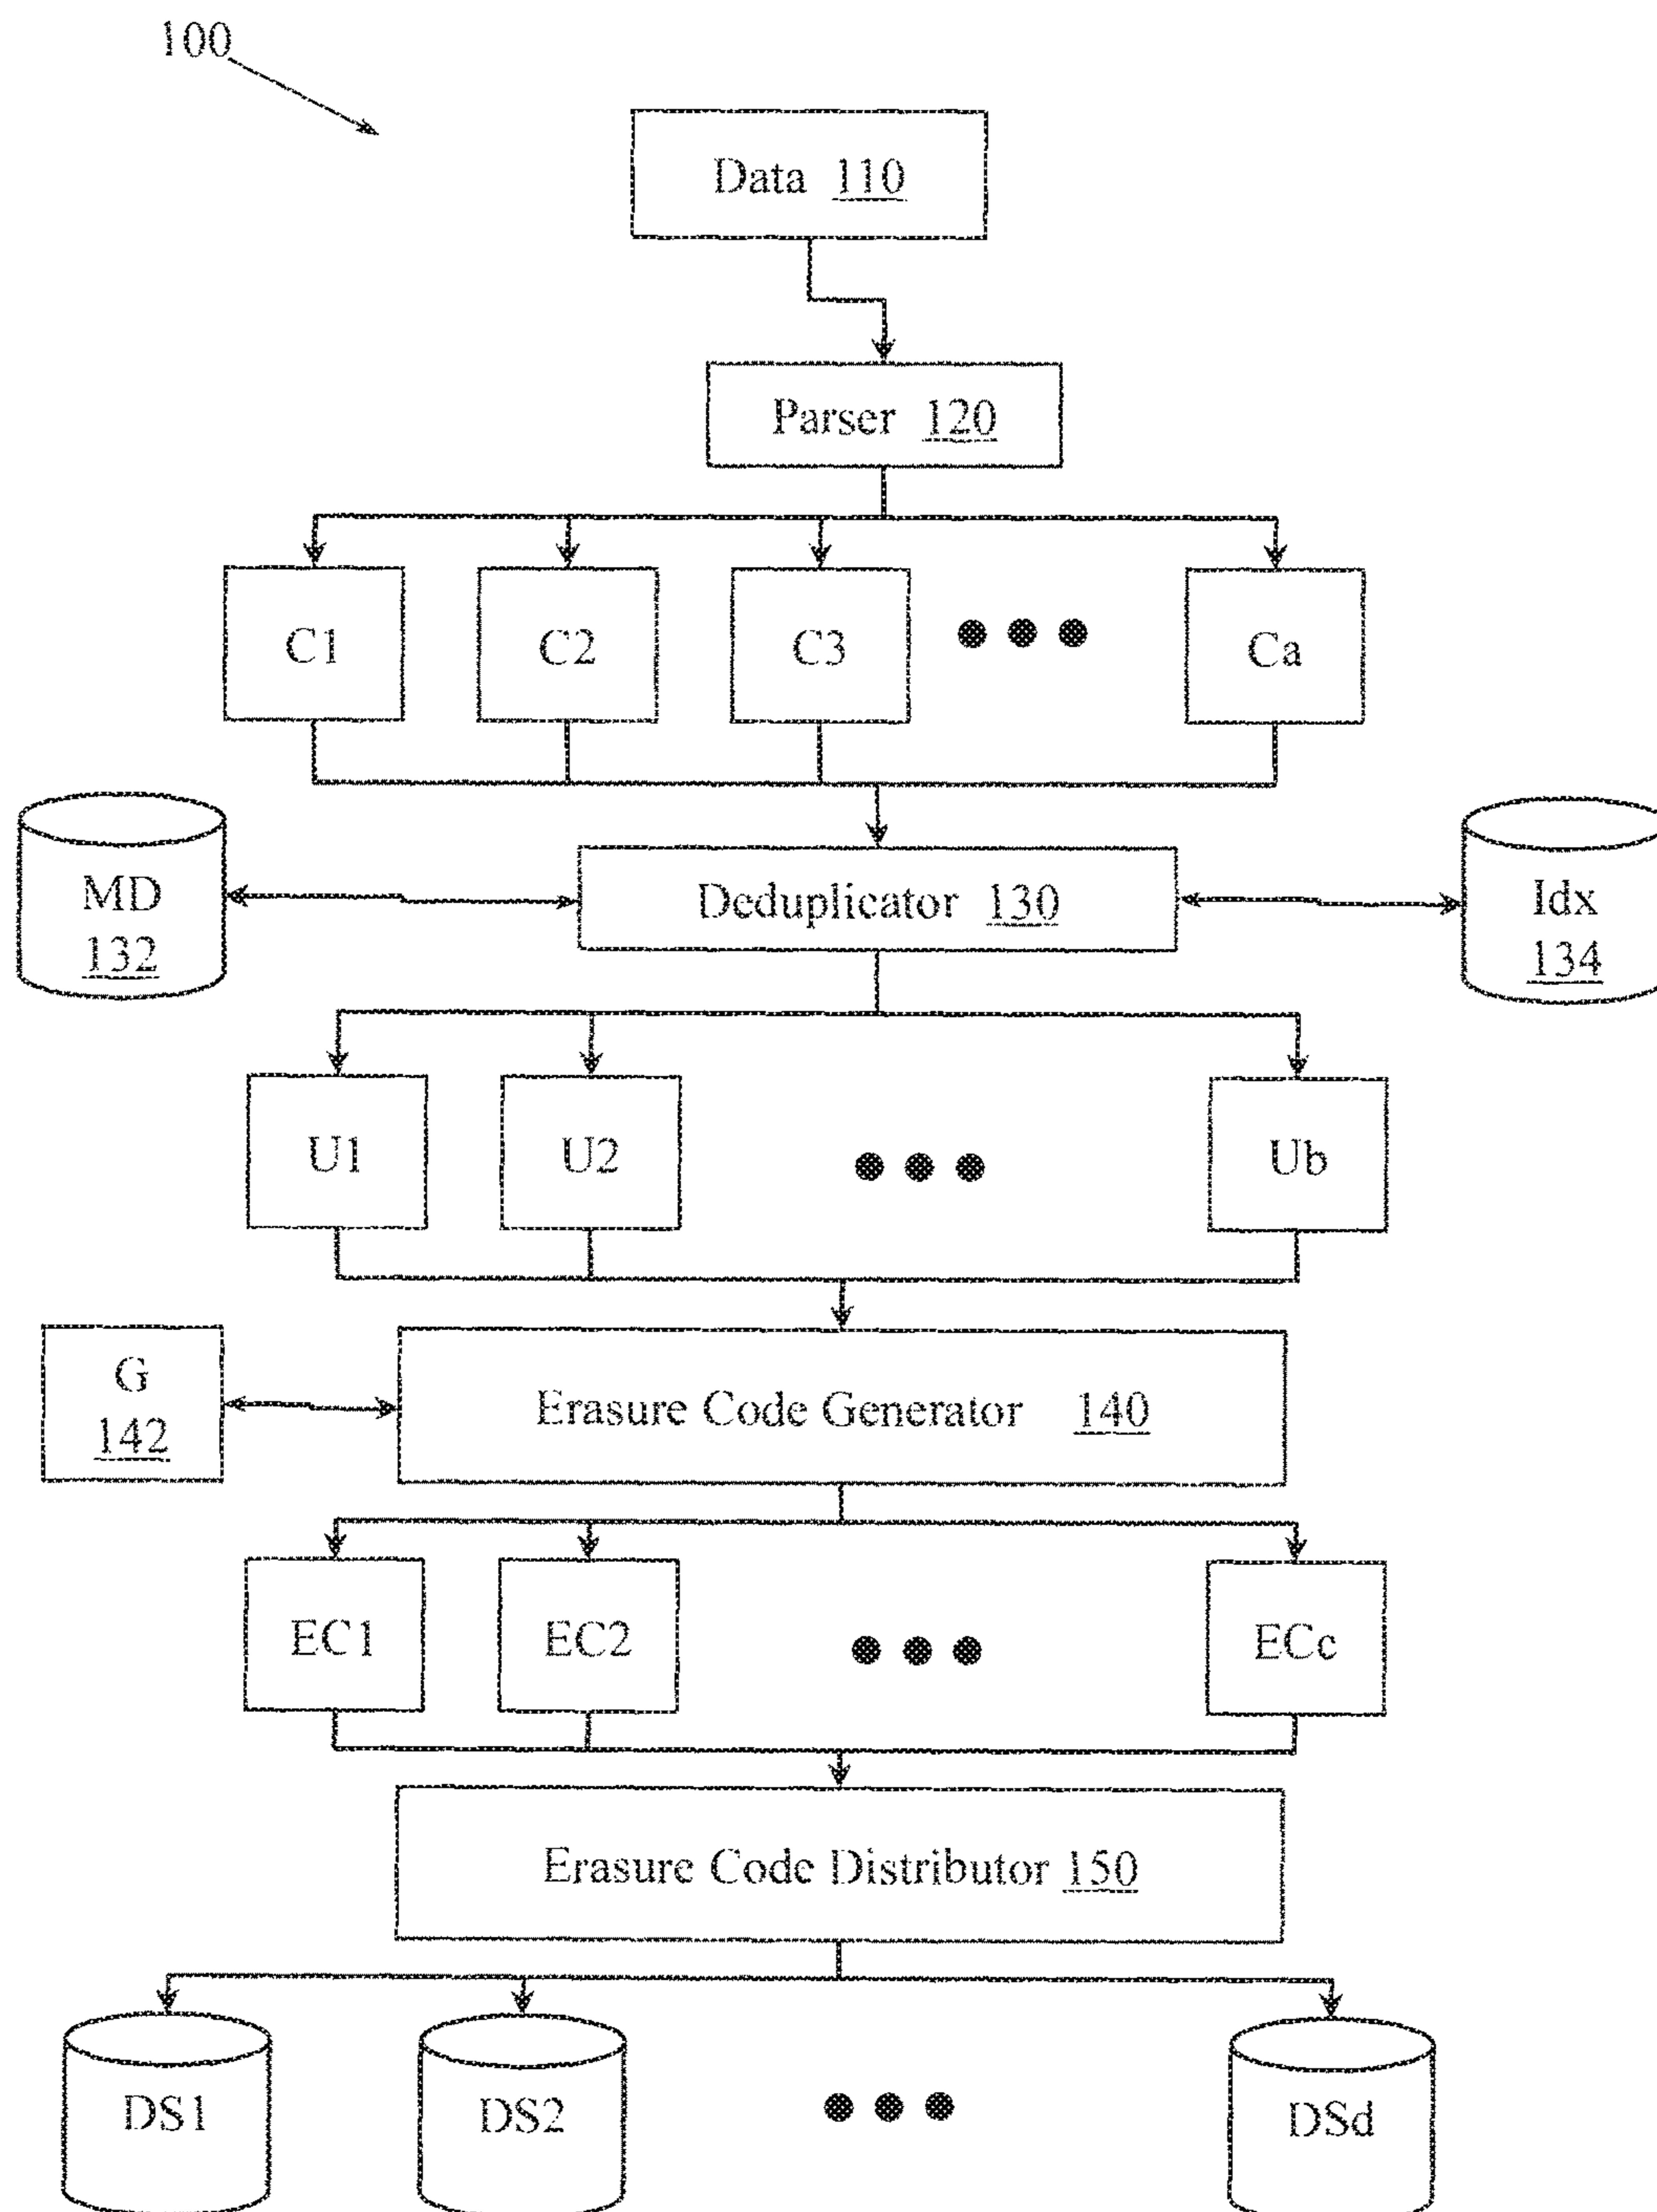 100
Data 110
Parser 120
C1 C2 C3 Ca
MD
132
Deduplicator 130
Idx
134
U1 U2 Ub
G
142
Erasure Code Generator 140
EC1 EC2 ECc
Erasure Code Distributor 150
DS1 DS2 DSd